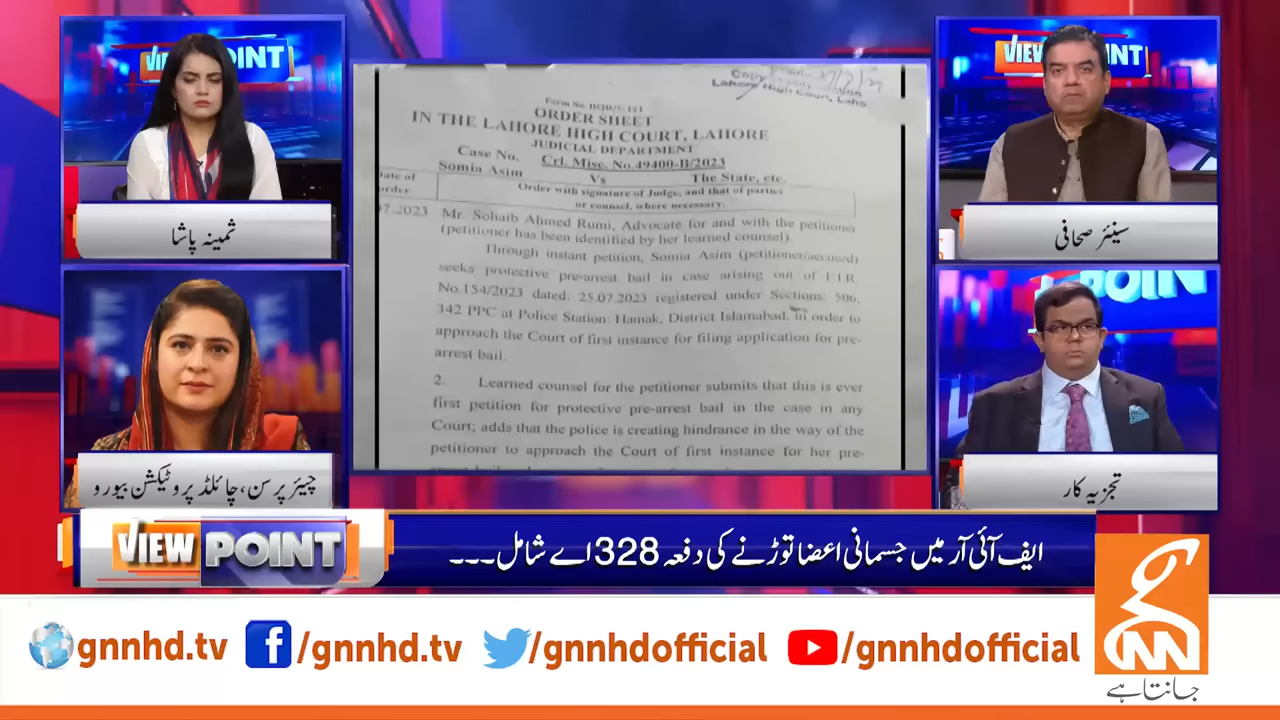 VIEW POINT
VIEW POINT
ثمینہ پاشا
سینئر صحافی
چیئر پرسن، چائلڈ پروٹیکشن بیورو
تجزیہ کار
Form No. HCJD/C-121
ORDER SHEET
IN THE LAHORE HIGH COURT, LAHORE
JUDICIAL DEPARTMENT
Case No. Crl. Misc. No.49400-B/2023
Somia Asim Vs The State, etc.
Order with signature of Judge, and that of parties
or counsel, where necessary.
07.2023 Mr. Sohaib Ahmed Rumi, Advocate for and with the petitioner
(petitioner has been identified by her learned counsel).
Through instant petition, Somia Asim (petitioner/accused)
seeks protective pre-arrest bail in case arising out of F.I.R.
No.154/2023 dated. 25.07.2023 registered under Sections: 506,
342 PPC at Police Station: Hamak, District Islamabad. In order to
approach the Court of first instance for filing application for pre-
arrest bail.
2. Learned counsel for the petitioner submits that this is ever
first petition for protective pre-arrest bail in the case in any
Court; adds that the police is creating hindrance in the way of the
petitioner to approach the Court of first instance for her pre-
VIEW POINT
ایف آئی آر میں جسمانی اعضا توڑنے کی دفعہ 328 اے شامل ---
GNN
جانتا ہے
gnnhd.tv
/gnnhd.tv
/gnnhdofficial
/gnnhdofficial